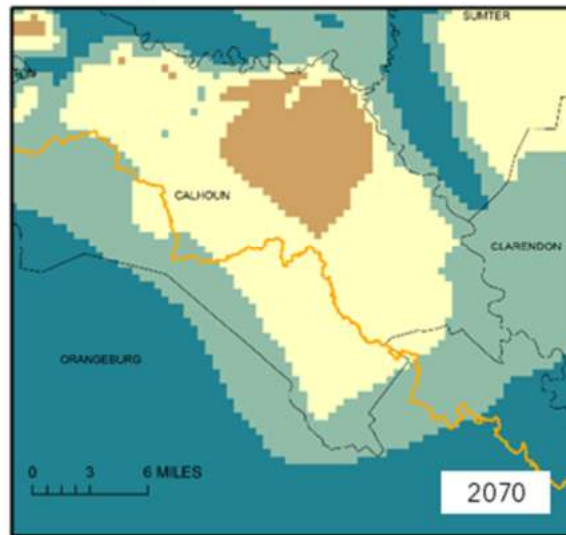 SUMTER
CALHOUN
CLARENDON
ORANGEBURG
0 3 6 MILES
2070